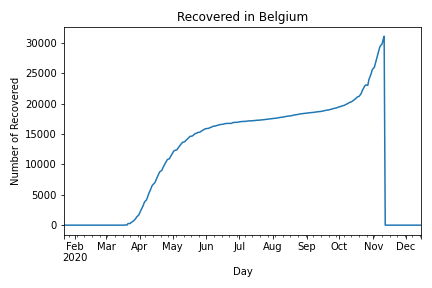 Recovered in Belgium
Number of Recovered
30000
25000
20000
15000
10000
5000
0
Feb Mar Apr May Jun Jul Aug Sep Oct Nov Dec
2020
Day